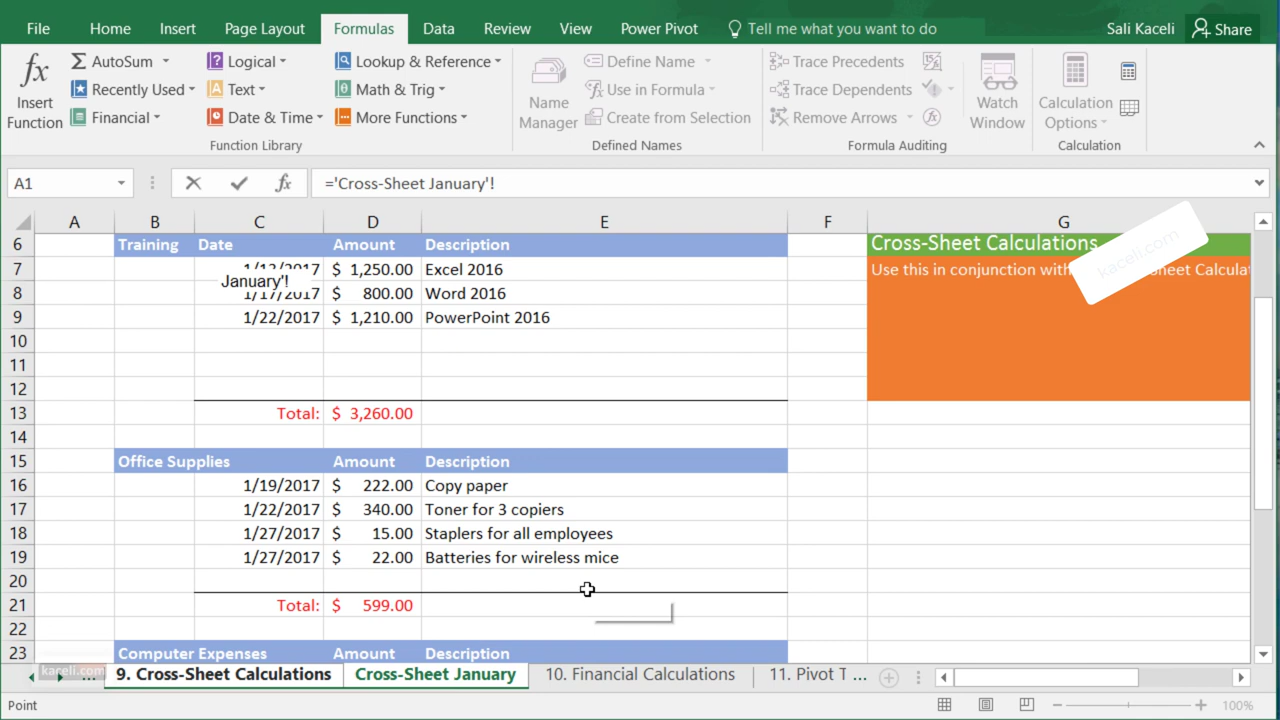 File Home Insert Page Layout Formulas Data Review View Power Pivot Tell me what you want to do Sali Kaceli Share
fx Insert Function
AutoSum
Recently Used
Financial
Logical
Text
Date & Time
Lookup & Reference
Math & Trig
More Functions
Function Library
Name Manager
Define Name
Use in Formula
Create from Selection
Defined Names
Trace Precedents
Trace Dependents
Remove Arrows
Formula Auditing
Watch Window
Calculation Options
Calculation
A1 fx ='Cross-Sheet January'!
A B C D E F G
6 Training Date Amount Description Cross-Sheet Calculations
7 $ 1,250.00 Excel 2016 Use this in conjunction with
January'!
8 1/17/2017 $ 800.00 Word 2016
9 1/22/2017 $ 1,210.00 PowerPoint 2016
kaceli.com
10
11
12
13 Total: $ 3,260.00
14
15 Office Supplies Amount Description
16 1/19/2017 $ 222.00 Copy paper
17 1/22/2017 $ 340.00 Toner for 3 copiers
18 1/27/2017 $ 15.00 Staplers for all employees
19 1/27/2017 $ 22.00 Batteries for wireless mice
20
21 Total: $ 599.00
22
23 Computer Expenses Amount Description
kaceli.com ... 9. Cross-Sheet Calculations Cross-Sheet January 10. Financial Calculations 11. Pivot T ...
Point 100%